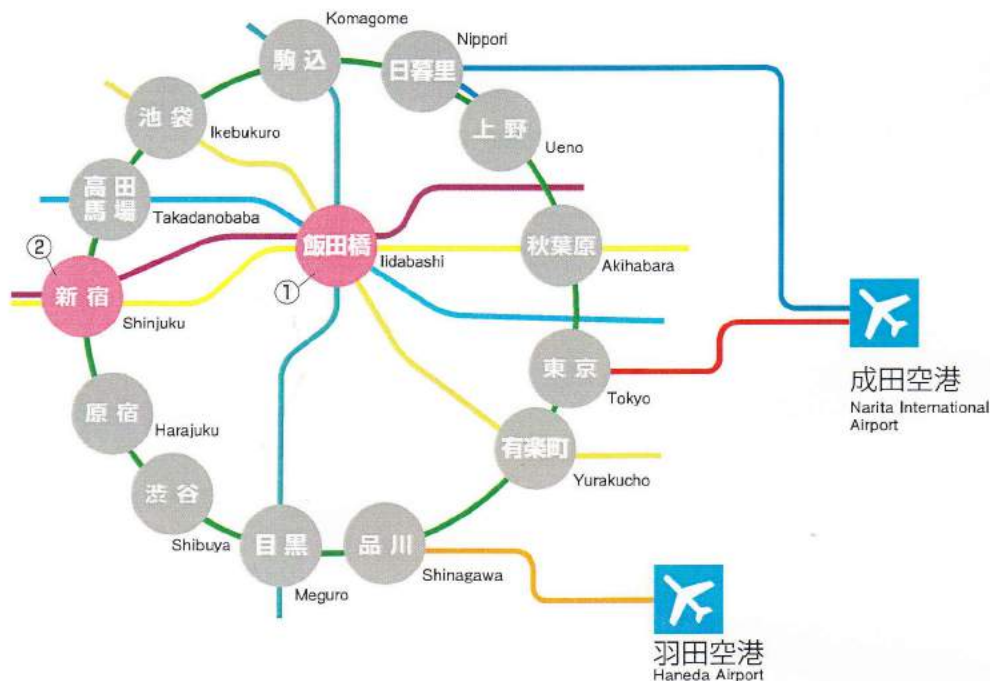 Komagome
駒込
Nippori
日暮里
池袋
Ikebukuro
上野
Ueno
高田
馬場
Takadanobaba
飯田橋
Iidabashi
①
秋葉原
Akihabara
②
新宿
Shinjuku
東京
Tokyo
成田空港
Narita International
Airport
原宿
Harajuku
有楽町
Yurakucho
渋谷
Shibuya
目黒
Meguro
品川
Shinagawa
羽田空港
Haneda Airport